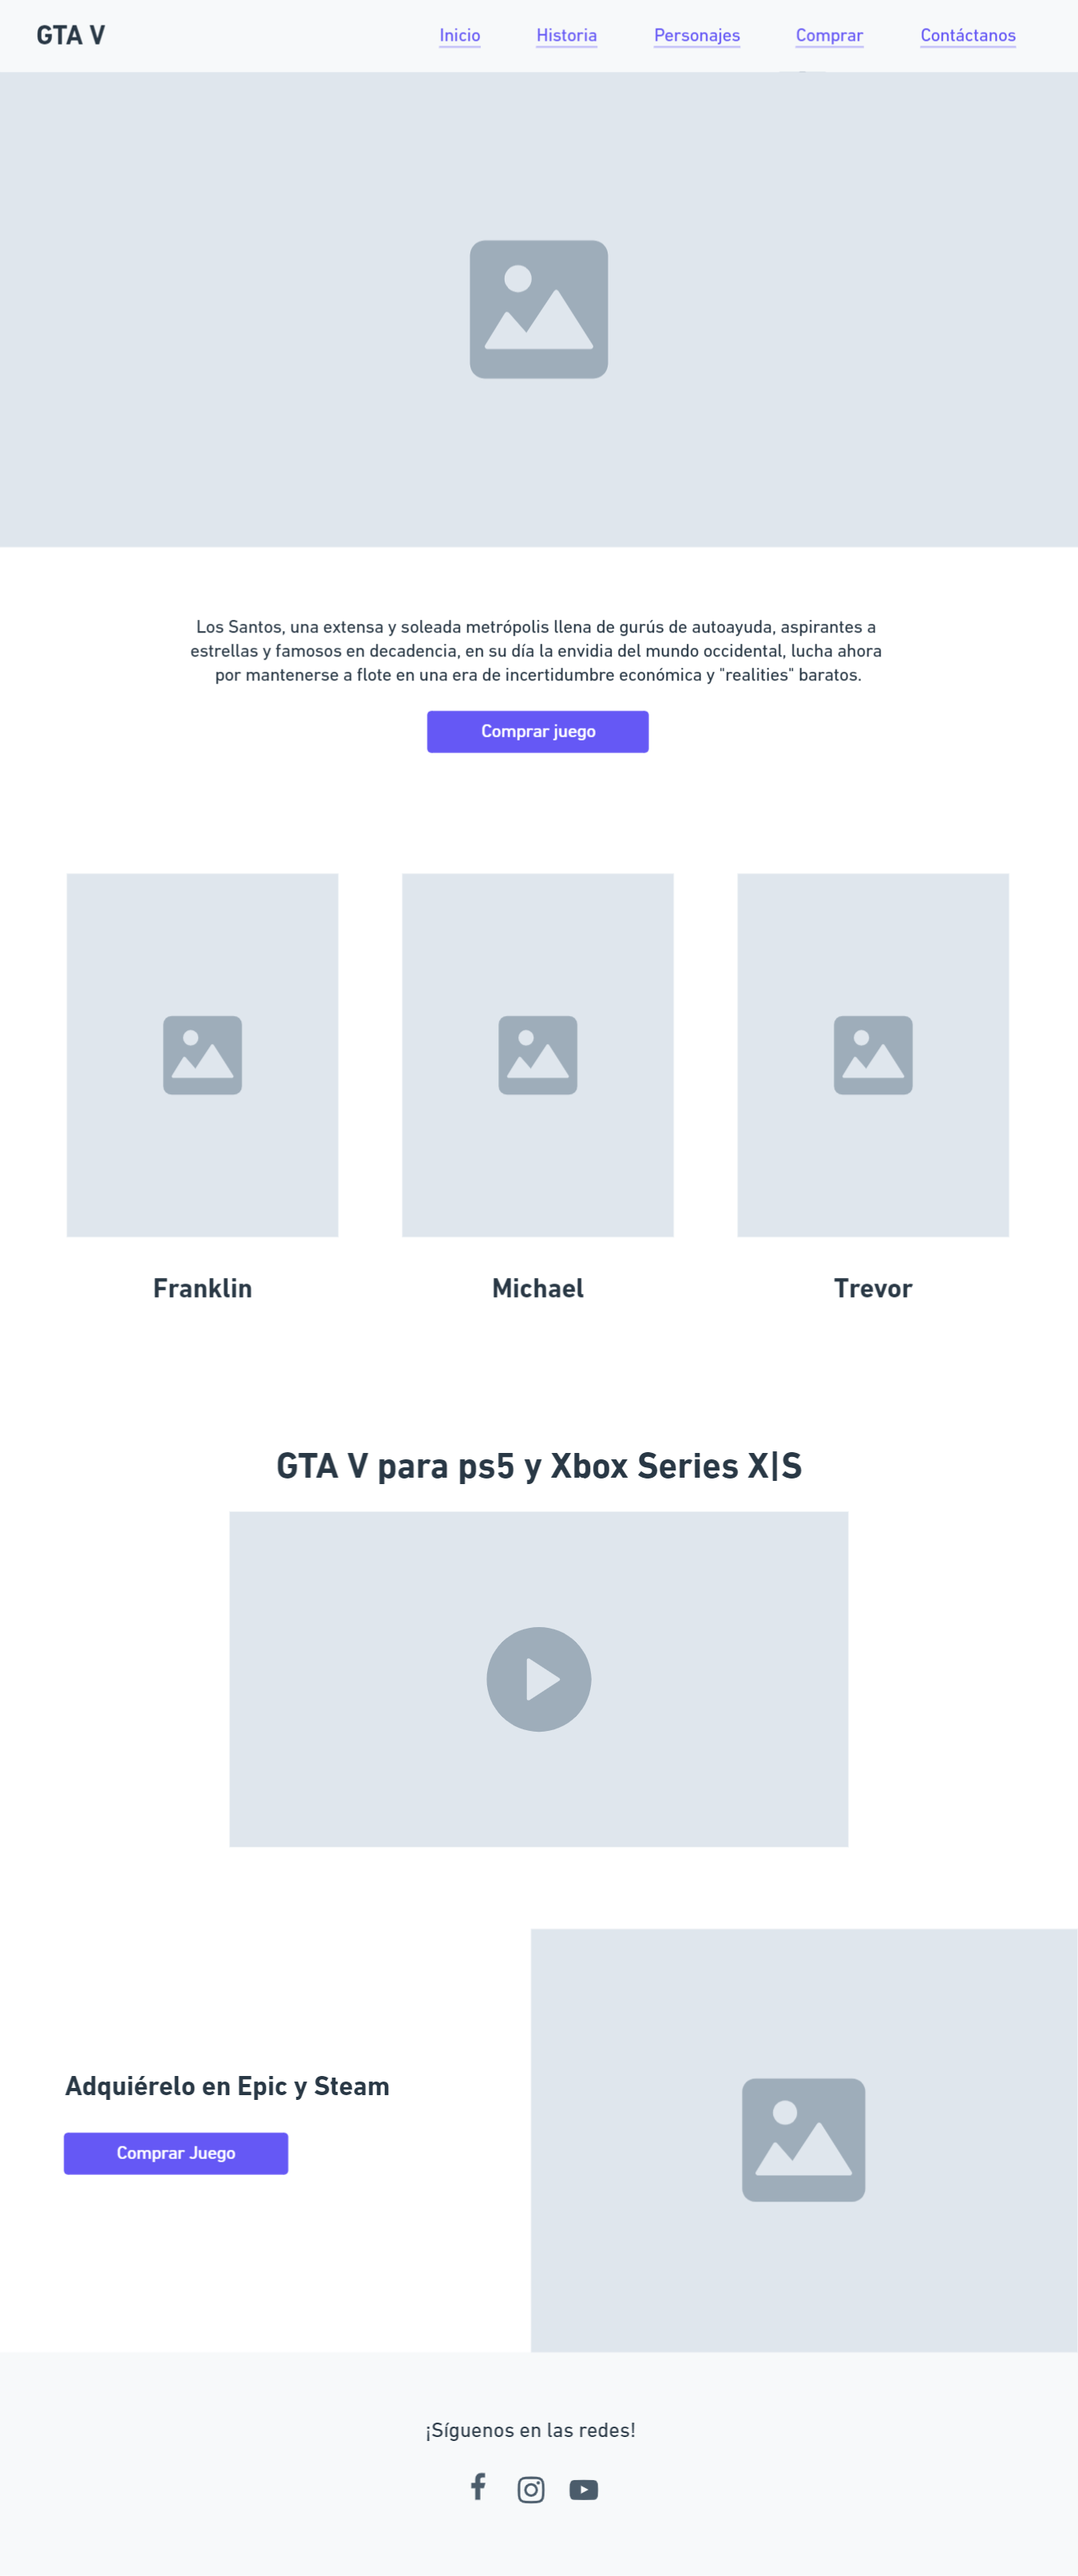 GTA V
Inicio
Historia
Personajes
Comprar
Contáctanos
Los Santos, una extensa y soleada metrópolis llena de gurús de autoayuda, aspirantes a
estrellas y famosos en decadencia, en su día la envidia del mundo occidental, lucha ahora
por mantenerse a flote en una era de incertidumbre económica y "realities" baratos.
Comprar juego
Franklin
Michael
Trevor
GTA V para ps5 y Xbox Series X|S
Adquiérelo en Epic y Steam
Comprar Juego
¡Síguenos en las redes!